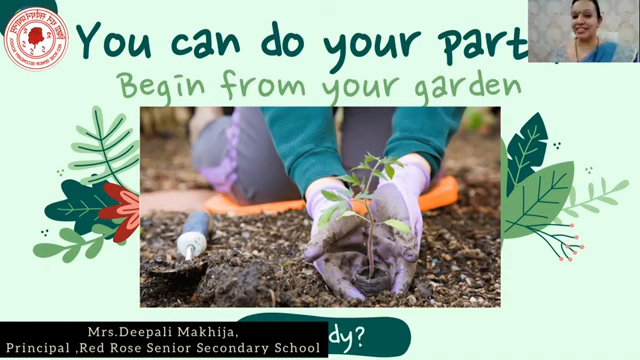 You can do your part
Begin from your garden
dy?
Mrs.Deepali Makhija,
Principal ,Red Rose Senior Secondary School